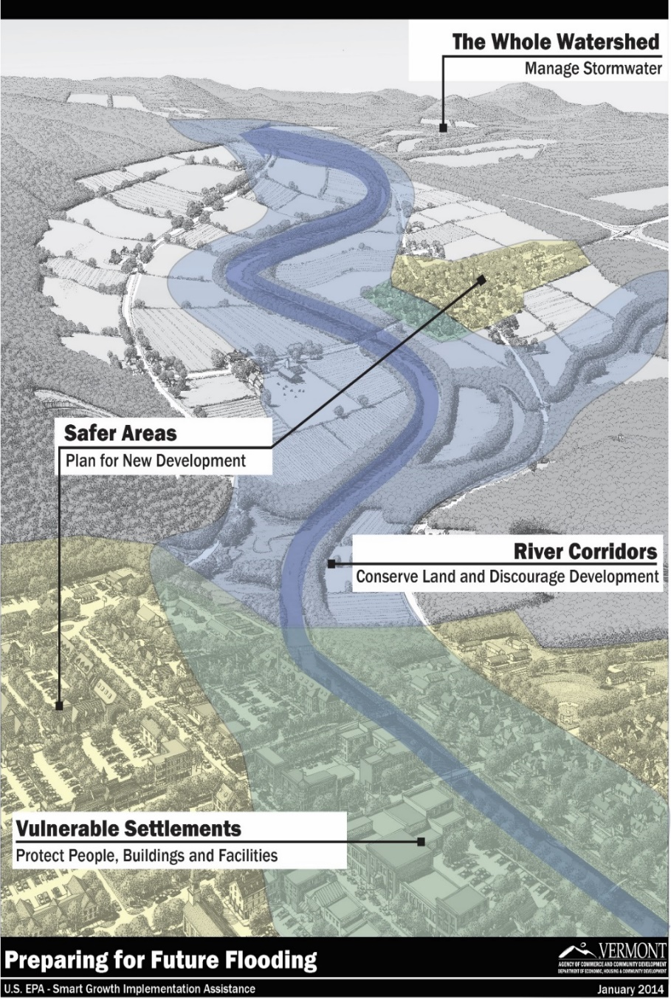 The Whole Watershed
Manage Stormwater
Safer Areas
Plan for New Development
River Corridors
Conserve Land and Discourage Development
Vulnerable Settlements
Protect People, Buildings and Facilities
Preparing for Future Flooding
VERMONT
AGENCY OF COMMERCE AND COMMUNITY DEVELOPMENT
DEPARTMENT OF ECONOMIC, HOUSING & COMMUNITY DEVELOPMENT
U.S. EPA - Smart Growth Implementation Assistance
January 2014